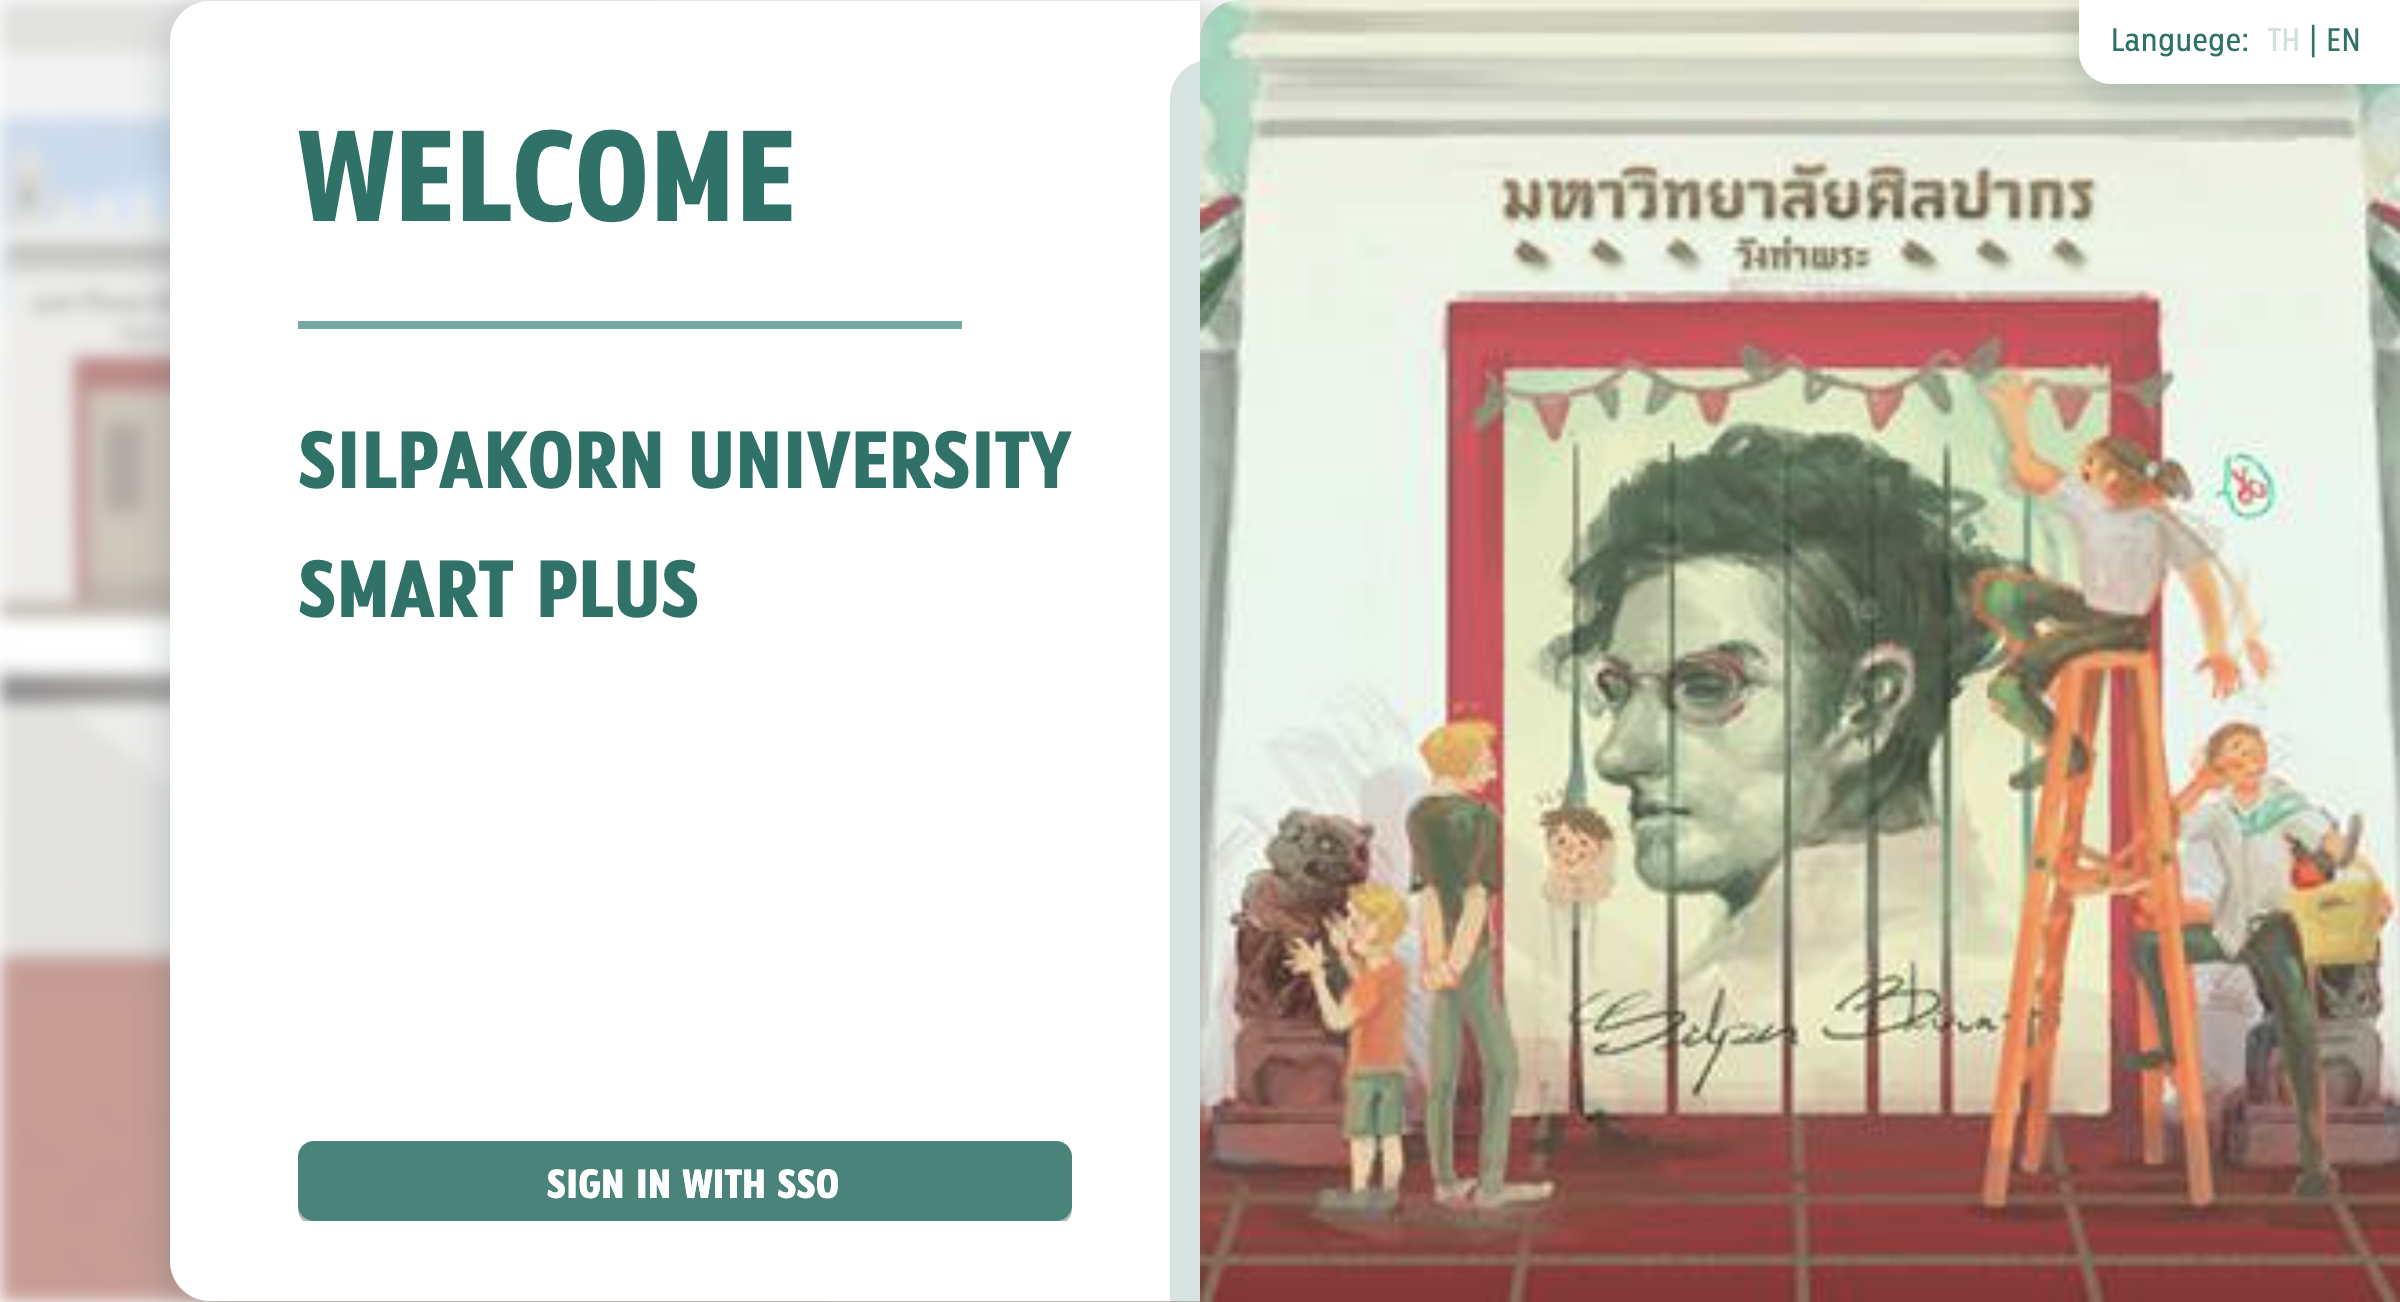 Languege: TH | EN
WELCOME
SILPAKORN UNIVERSITY
SMART PLUS
SIGN IN WITH SSO
มหาวิทยาลัยศิลปากร
วังท่าพระ